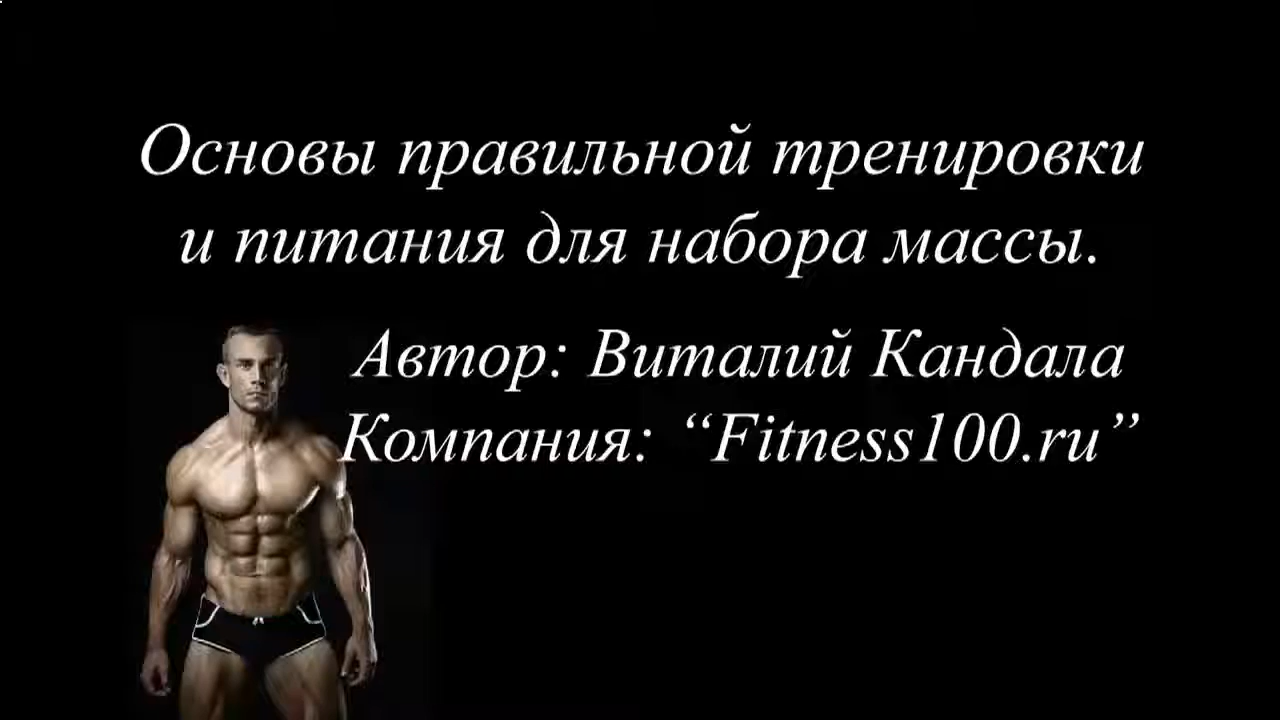 Основы правильной тренировки
и питания для набора массы.
Автор: Виталий Кандала
Компания: “Fitness100.ru”